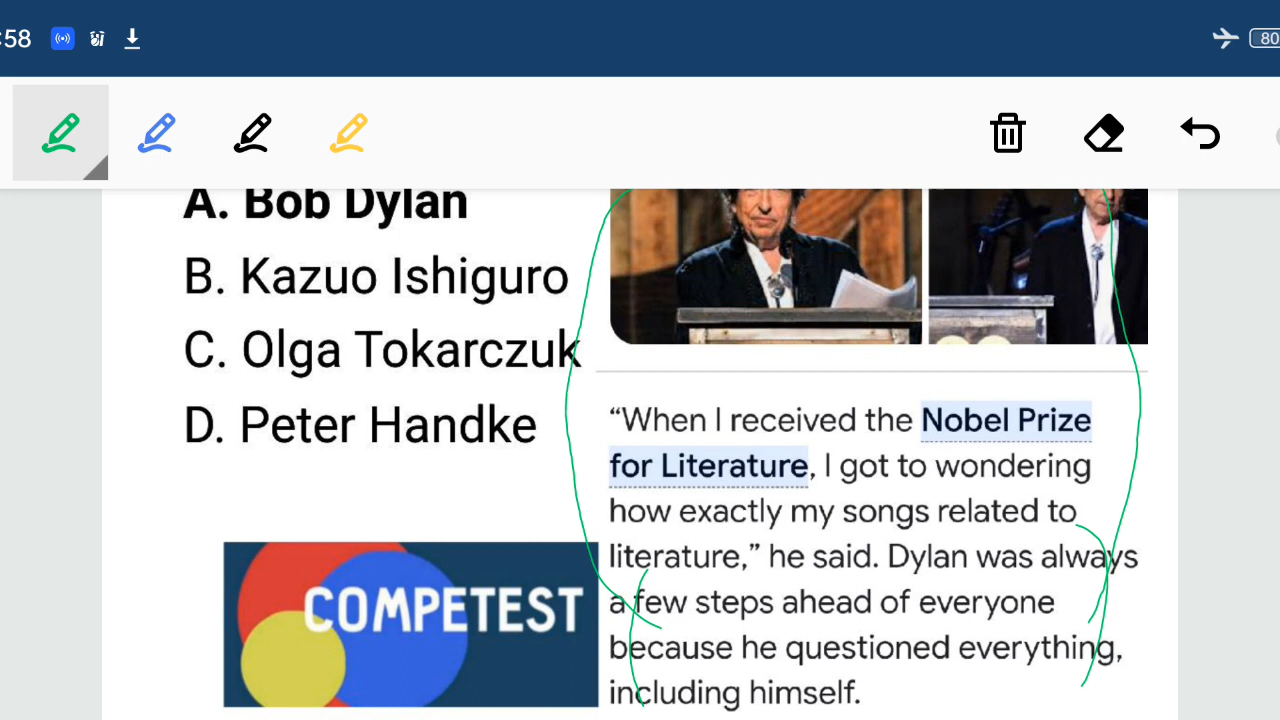 :58
80
A. Bob Dylan
B. Kazuo Ishiguro
C. Olga Tokarczuk
D. Peter Handke
COMPETEST
“When I received the Nobel Prize
for Literature, I got to wondering
how exactly my songs related to
literature,” he said. Dylan was always
a few steps ahead of everyone
because he questioned everything,
including himself.